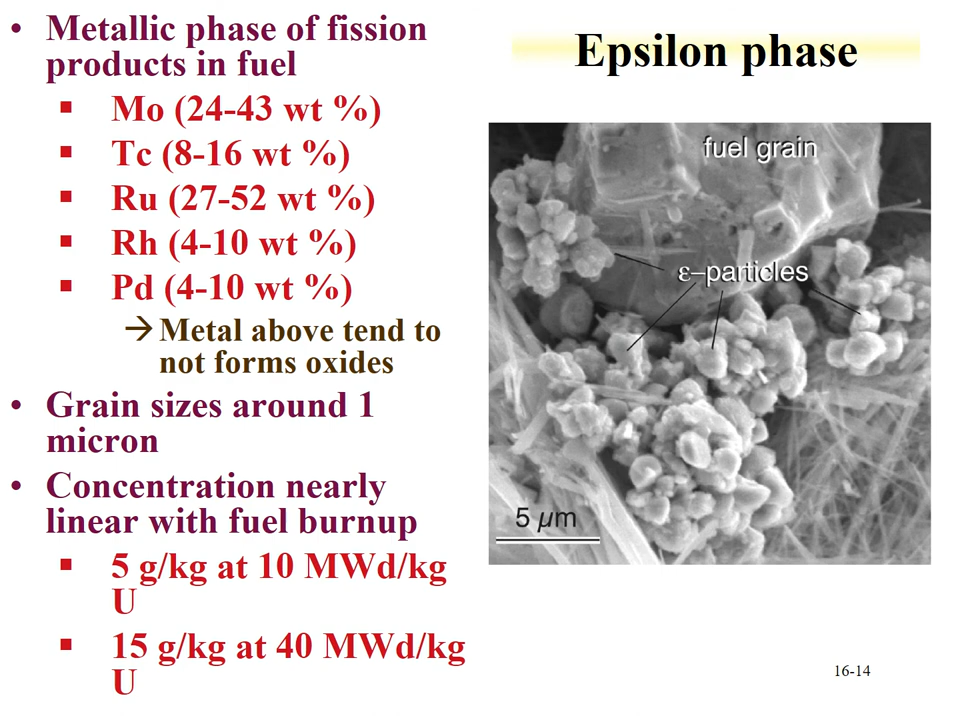 Epsilon phase
• Metallic phase of fission
products in fuel
▪ Mo (24-43 wt %)
▪ Tc (8-16 wt %)
▪ Ru (27-52 wt %)
▪ Rh (4-10 wt %)
▪ Pd (4-10 wt %)
→ Metal above tend to
not forms oxides
• Grain sizes around 1
micron
• Concentration nearly
linear with fuel burnup
▪ 5 g/kg at 10 MWd/kg
U
▪ 15 g/kg at 40 MWd/kg
U
fuel grain
ε–particles
5 µm
16-14